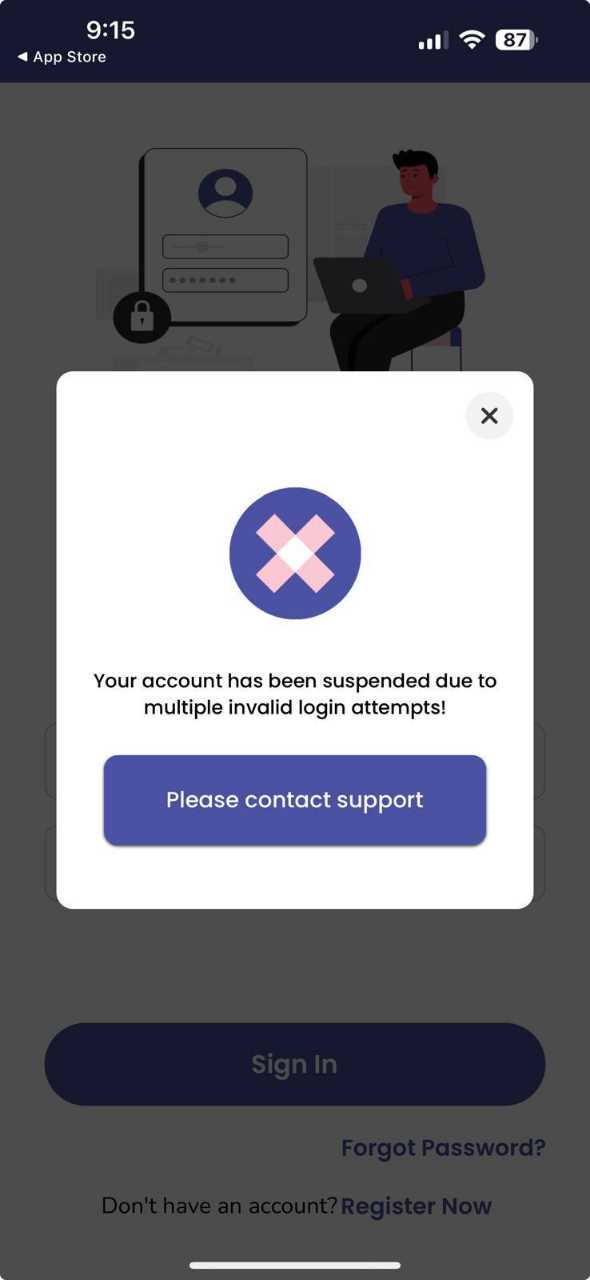 9:15
87
◀ App Store
Your account has been suspended due to
multiple invalid login attempts!
Please contact support
Sign In
Forgot Password?
Don't have an account? Register Now